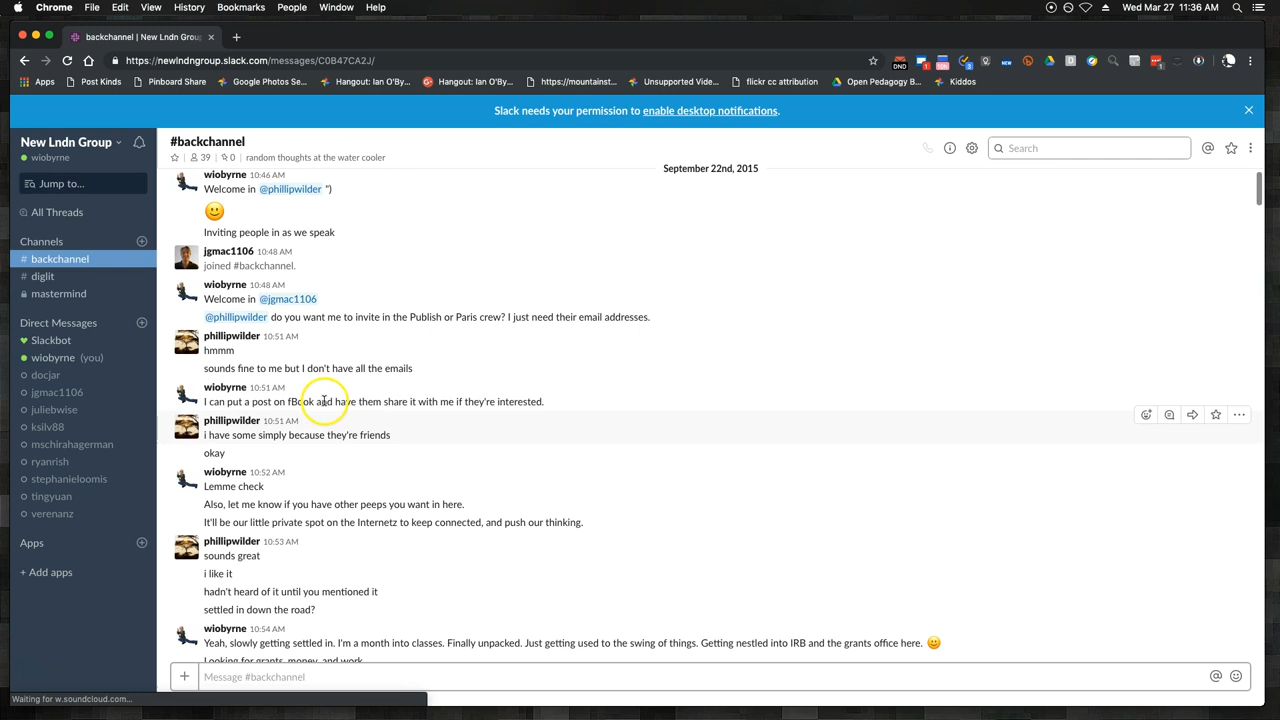 Chrome File Edit View History Bookmarks People Window Help Wed Mar 27 11:36 AM
backchannel | New Lndn Group
https://newlndngroup.slack.com/messages/C0B47CA2J/
Apps Post Kinds Pinboard Share Google Photos Se... Hangout: Ian O'By... Hangout: Ian O'By... https://mountainst... Unsupported Vide... flickr cc attribution Open Pedagogy B... Kiddos
Slack needs your permission to enable desktop notifications.
New Lndn Group
wiobyrne
Jump to...
All Threads
Channels
# backchannel
# diglit
mastermind
Direct Messages
Slackbot
wiobyrne (you)
docjar
jgmac1106
juliebwise
ksilv88
mschirahagerman
ryanrish
stephanieloomis
tingyuan
verenanz
Apps
+ Add apps
#backchannel
39 0 random thoughts at the water cooler
Search
September 22nd, 2015
wiobyrne 10:46 AM
Welcome in @phillipwilder ")
Inviting people in as we speak
jgmac1106 10:48 AM
joined #backchannel.
wiobyrne 10:48 AM
Welcome in @jgmac1106
@phillipwilder do you want me to invite in the Publish or Paris crew? I just need their email addresses.
phillipwilder 10:51 AM
hmmm
sounds fine to me but I don't have all the emails
wiobyrne 10:51 AM
I can put a post on fBook and have them share it with me if they're interested.
phillipwilder 10:51 AM
i have some simply because they're friends
okay
wiobyrne 10:52 AM
Lemme check
Also, let me know if you have other peeps you want in here.
It'll be our little private spot on the Internetz to keep connected, and push our thinking.
phillipwilder 10:53 AM
sounds great
i like it
hadn't heard of it until you mentioned it
settled in down the road?
wiobyrne 10:54 AM
Yeah, slowly getting settled in. I'm a month into classes. Finally unpacked. Just getting used to the swing of things. Getting nestled into IRB and the grants office here.
Looking for grants, money, and work
Message #backchannel
Waiting for w.soundcloud.com...